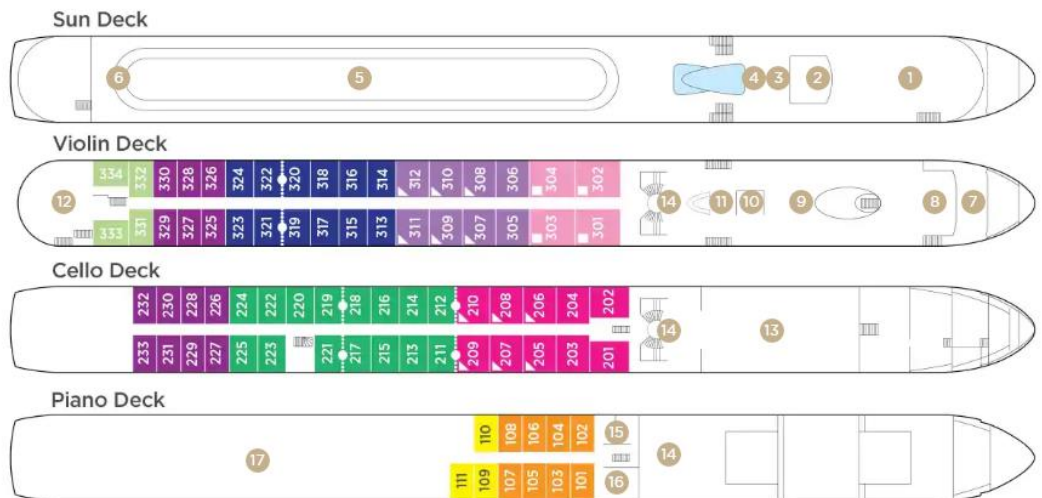 Sun Deck
6 5 4 3 2 1
Violin Deck
334 332 330 328 326 324 322 320 318 316 314 312 310 308 306 304 302
12 14 11 10 9 8 7
333 331 329 327 325 323 321 319 317 315 313 311 309 307 305 303 301
Cello Deck
232 230 228 226 224 222 220 219 218 216 214 212 210 208 206 204 202
14 13
233 231 229 227 225 223 221 217 215 213 211 209 207 205 203 201
Piano Deck
110 108 106 104 102 15
17 14
111 109 107 105 103 101 16